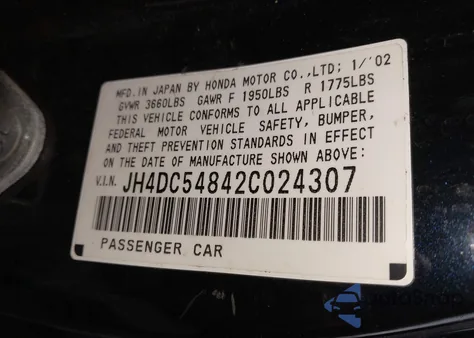 MFD.IN JAPAN BY HONDA MOTOR CO.,LTD; 1/'02
GVWR 3660LBS GAWR F 1950LBS R 1775LBS
THIS VEHICLE CONFORMS TO ALL APPLICABLE
FEDERAL MOTOR VEHICLE SAFETY, BUMPER,
AND THEFT PREVENTION STANDARDS IN EFFECT
ON THE DATE OF MANUFACTURE SHOWN ABOVE:
V.I.N. JH4DC54842C024307
PASSENGER CAR